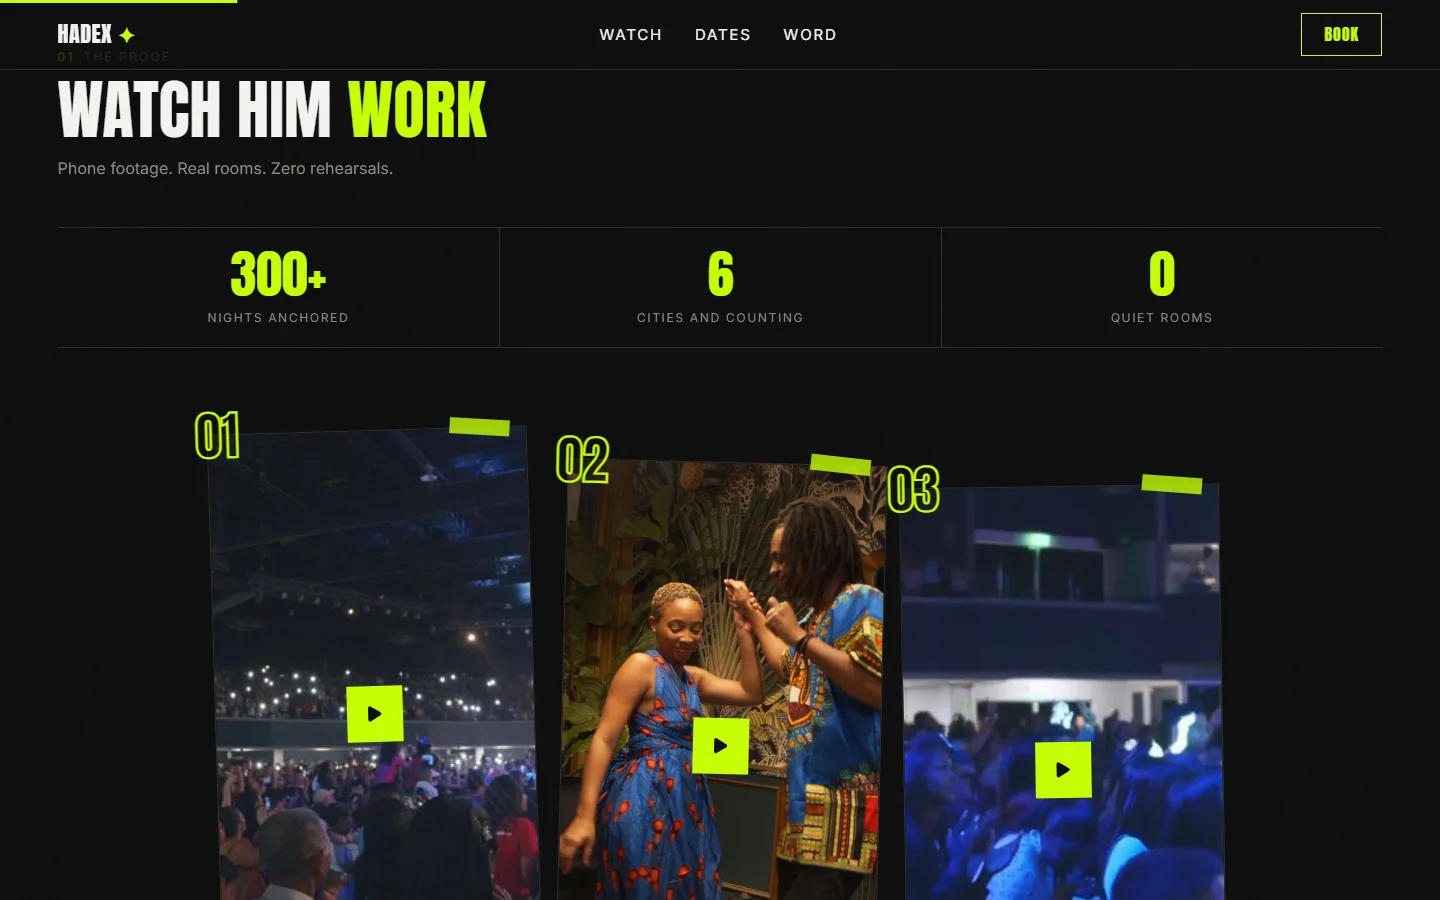 HADEX ✦
WATCH
DATES
WORD
BOOK
01 THE PROOF
WATCH HIM WORK
Phone footage. Real rooms. Zero rehearsals.
300+
NIGHTS ANCHORED
6
CITIES AND COUNTING
0
QUIET ROOMS
01
02
03